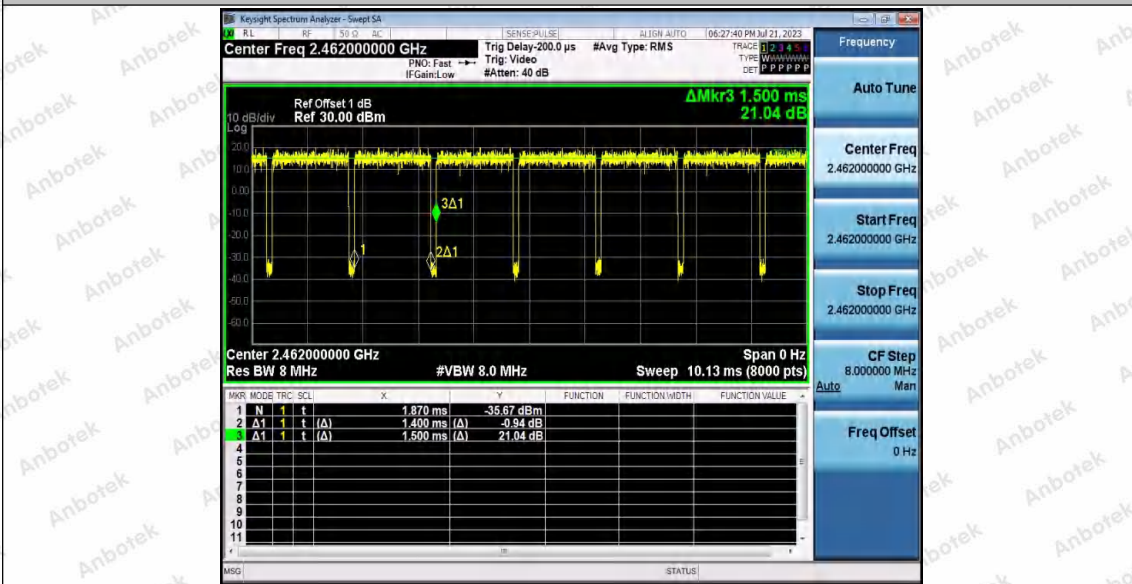 Keysight Spectrum Analyzer - Swept SA
RL RF 50 Ω AC SENSE:PULSE ALIGN AUTO 06:27:40 PM Jul 21, 2023
Center Freq 2.462000000 GHz
PNO: Fast
IFGain:Low
Trig Delay-200.0 µs
Trig: Video
#Atten: 40 dB
#Avg Type: RMS
TRACE 1 2 3 4 5 6
TYPE W
DET P P P P P P
ΔMkr3 1.500 ms
21.04 dB
Ref Offset 1 dB
10 dB/div Ref 30.00 dBm
Log
20.0
10.0
0.00
-10.0
-20.0
-30.0
-40.0
-50.0
-60.0
3Δ1
1
2Δ1
Center 2.462000000 GHz Span 0 Hz
Res BW 8 MHz #VBW 8.0 MHz Sweep 10.13 ms (8000 pts)
MKR MODE TRC SCL X Y FUNCTION FUNCTION WIDTH FUNCTION VALUE
1 N 1 t 1.870 ms -35.67 dBm
2 Δ1 1 t (Δ) 1.400 ms (Δ) -0.94 dB
3 Δ1 1 t (Δ) 1.500 ms (Δ) 21.04 dB
4
5
6
7
8
9
10
11
MSG STATUS
Frequency
Auto Tune
Center Freq
2.462000000 GHz
Start Freq
2.462000000 GHz
Stop Freq
2.462000000 GHz
CF Step
8.000000 MHz
Auto Man
Freq Offset
0 Hz
Anbotek